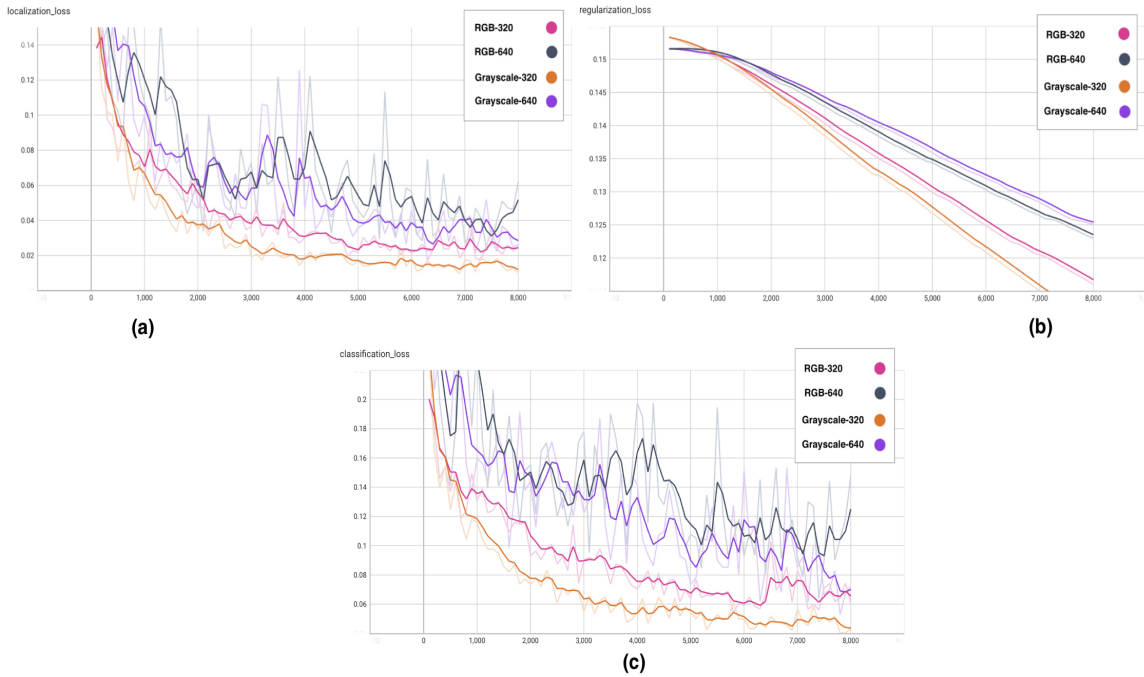 localization_loss
RGB-320
RGB-640
Grayscale-320
Grayscale-640
0.14
0.12
0.1
0.08
0.06
0.04
0.02
0 1,000 2,000 3,000 4,000 5,000 6,000 7,000 8,000
(a)
regularization_loss
RGB-320
RGB-640
Grayscale-320
Grayscale-640
0.15
0.145
0.14
0.135
0.13
0.125
0.12
0 1,000 2,000 3,000 4,000 5,000 6,000 7,000 8,000
(b)
classification_loss
RGB-320
RGB-640
Grayscale-320
Grayscale-640
0.2
0.18
0.16
0.14
0.12
0.1
0.08
0.06
0 1,000 2,000 3,000 4,000 5,000 6,000 7,000 8,000
(c)